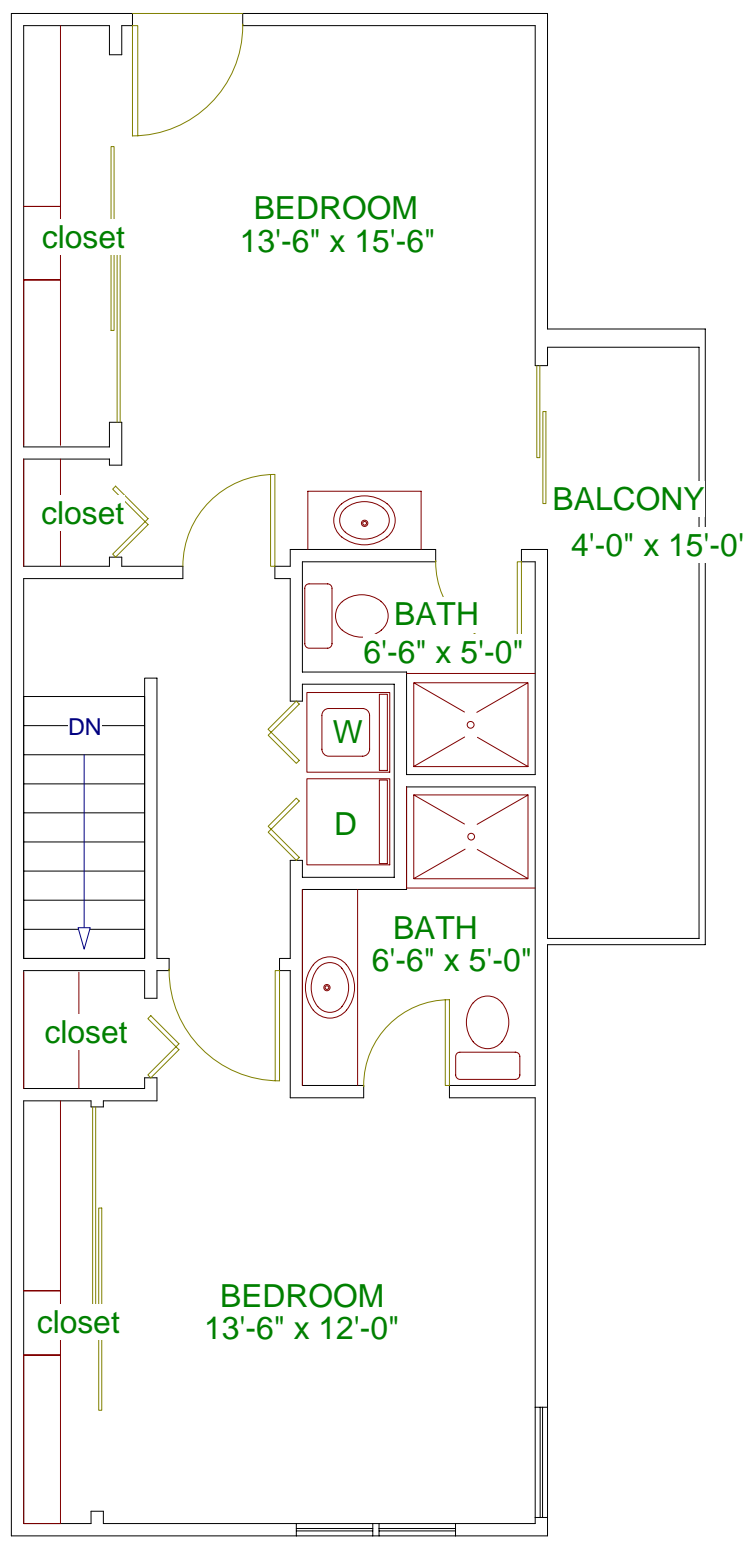 BEDROOM
13'-6" x 15'-6"
closet
BALCONY
4'-0" x 15'-0'
closet
BATH
6'-6" x 5'-0"
DN
W
D
BATH
6'-6" x 5'-0"
closet
BEDROOM
13'-6" x 12'-0"
closet